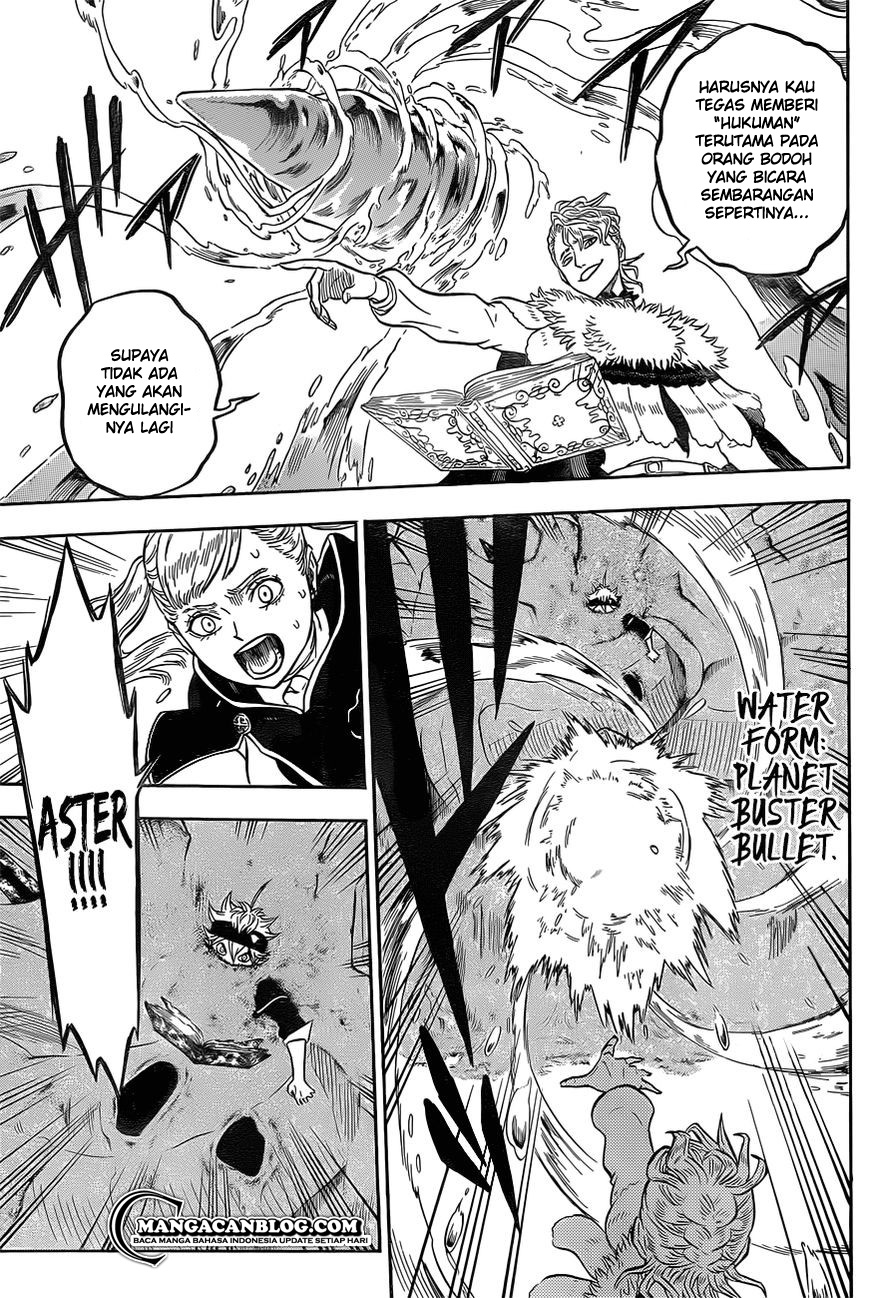 HARUSNYA KAU
TEGAS MEMBERI
"HUKUMAN"
TERUTAMA PADA
ORANG BODOH
YANG BICARA
SEMBARANGAN
SEPERTINYA...
SUPAYA
TIDAK ADA
YANG AKAN
MENGULANGI-
NYA LAGI
WATER
FORM:
PLANET
BUSTER
BULLET.
ASTER
!!!!
MANGACANBLOG.COM
BACA MANGA BAHASA INDONESIA UPDATE SETIAP HARI